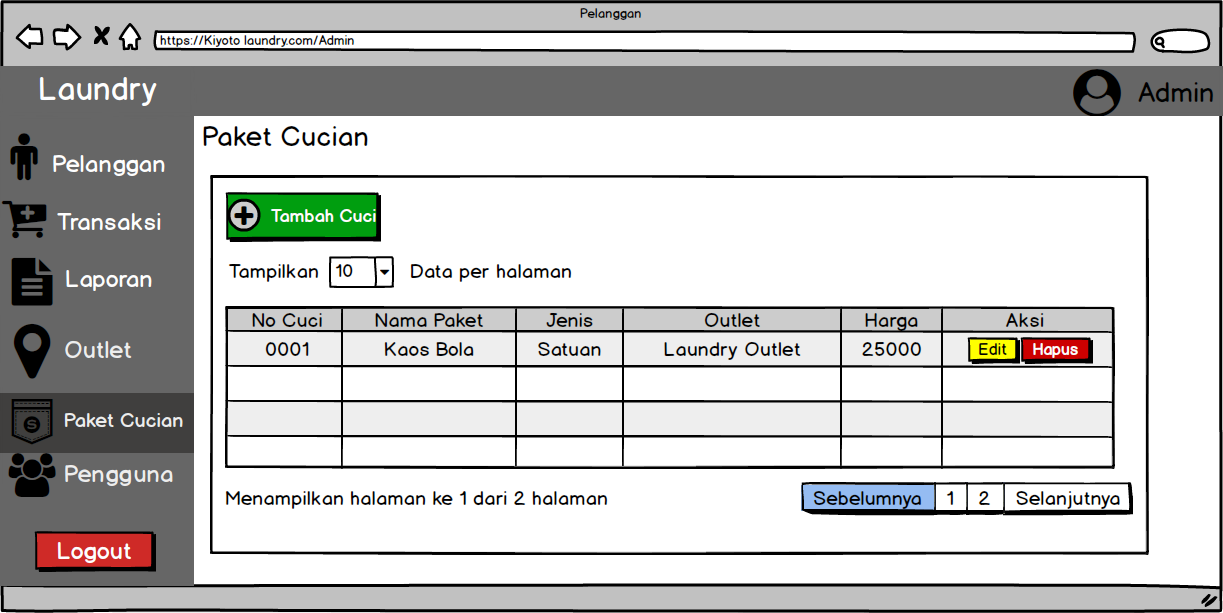 Pelanggan
https://Kiyoto laundry.com/Admin
Laundry
Admin
Pelanggan
Transaksi
Laporan
Outlet
Paket Cucian
Pengguna
Logout
Paket Cucian
Tambah Cuci
Tampilkan 10 Data per halaman
No Cuci Nama Paket Jenis Outlet Harga Aksi
0001 Kaos Bola Satuan Laundry Outlet 25000 Edit Hapus
Menampilkan halaman ke 1 dari 2 halaman
Sebelumnya 1 2 Selanjutnya